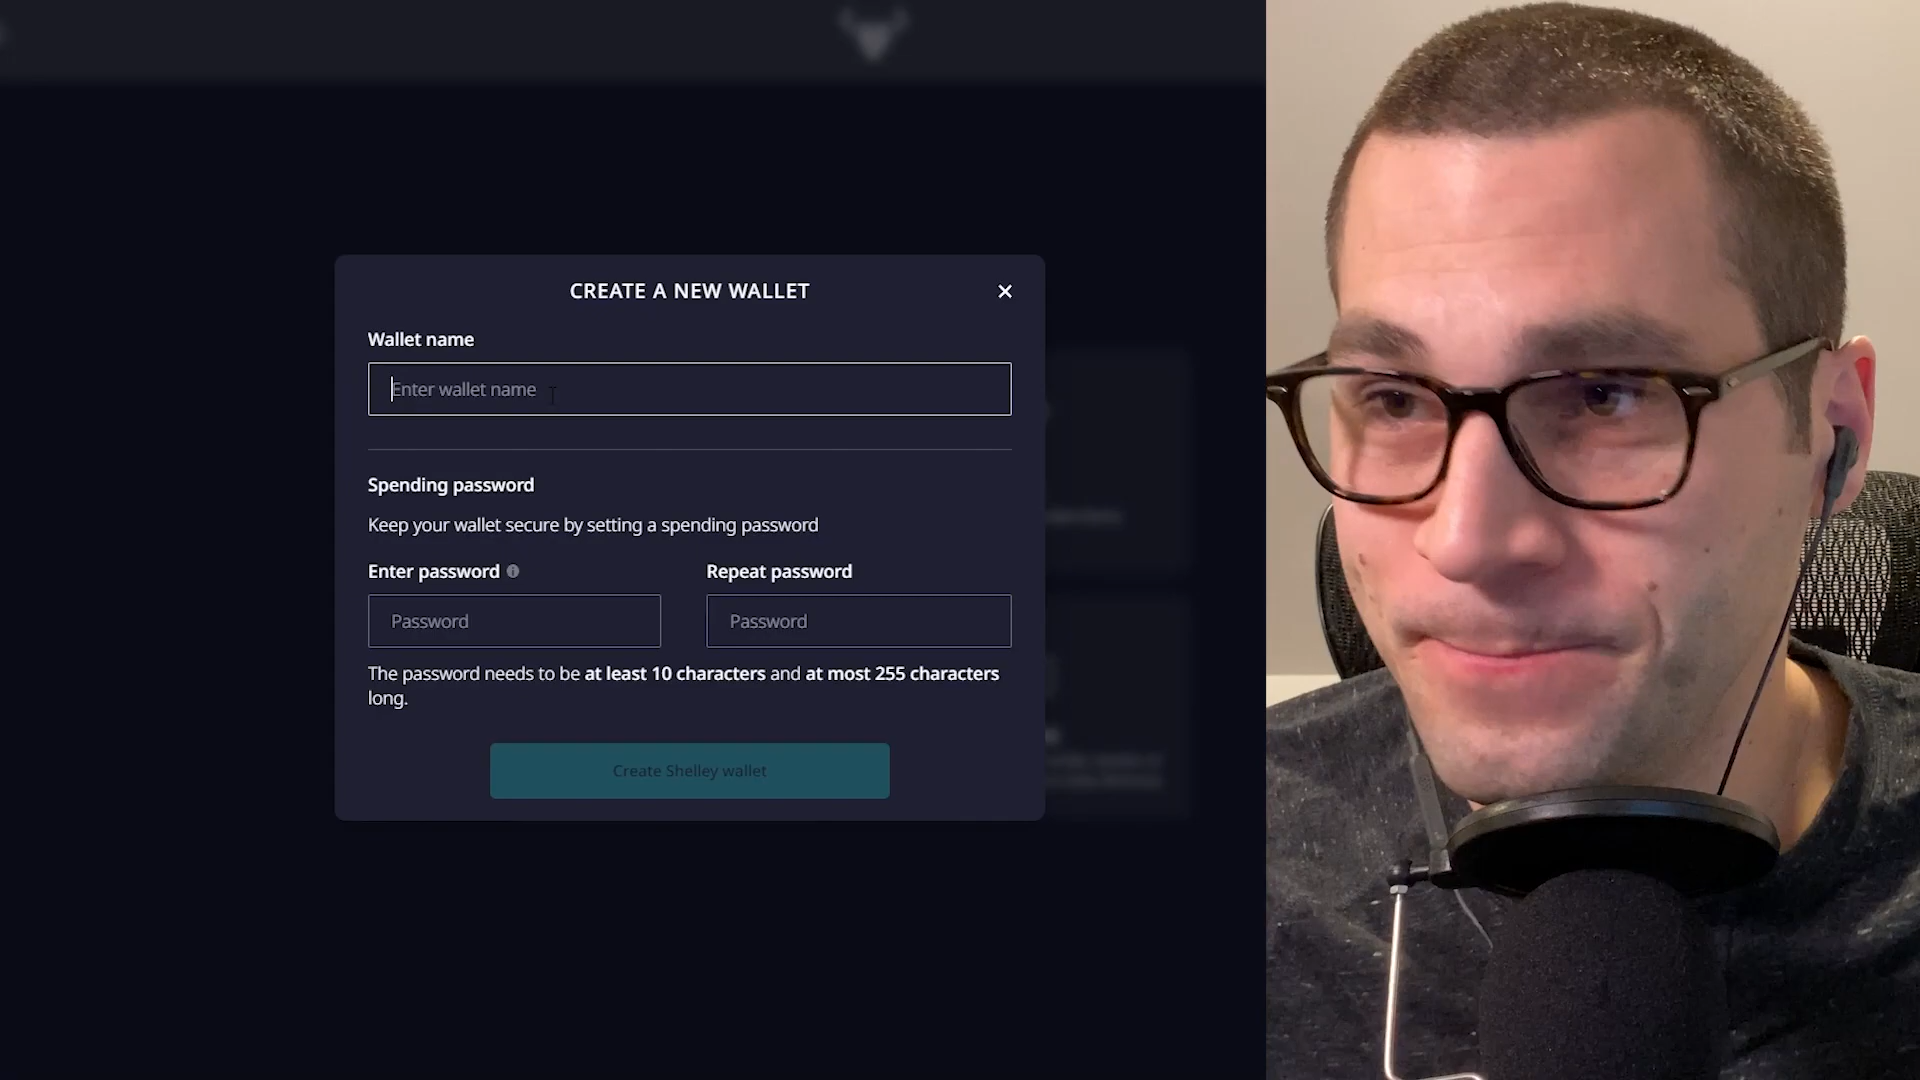 CREATE A NEW WALLET
Wallet name
Enter wallet name
Spending password
Keep your wallet secure by setting a spending password
Enter password
Repeat password
Password
Password
The password needs to be at least 10 characters and at most 255 characters
long.
Create Shelley wallet